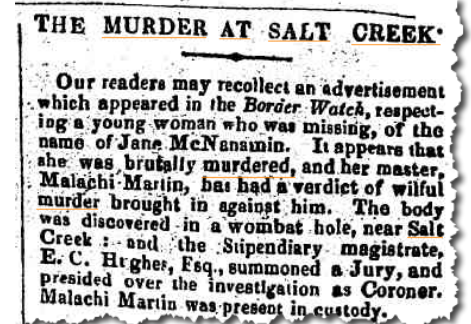 THE MURDER AT SALT CREEK.
Our readers may recollect an advertisement
which appeared in the Border Watch, respect-
ing a young woman who was missing, of the
name of Jane McNanamin. It appears that
she was brutally murdered, and her master,
Malachi Martin, has had a verdict of wilful
murder brought in against him. The body
was discovered in a wombat hole, near Salt
Creek: and the Stipendiary magistrate,
E. C. Hughes, Esq., summoned a Jury, and
presided over the investigation as Coroner.
Malachi Martin was present in custody.